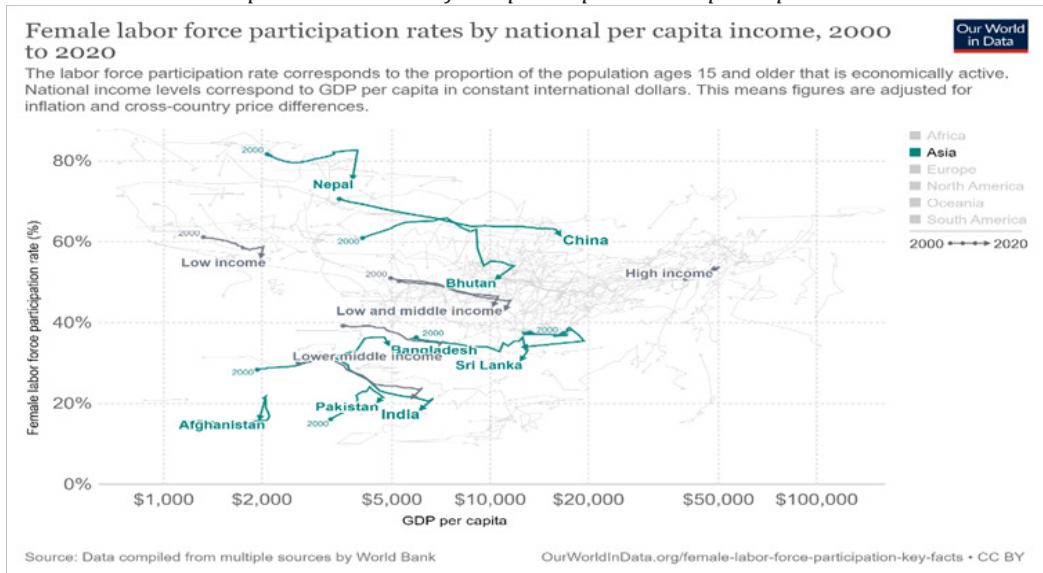 Female labor force participation rates by national per capita income, 2000
to 2020
Our World
in Data
The labor force participation rate corresponds to the proportion of the population ages 15 and older that is economically active.
National income levels correspond to GDP per capita in constant international dollars. This means figures are adjusted for
inflation and cross-country price differences.
Africa
Asia
Europe
North America
Oceania
South America
2000 2020
Female labor force participation rate (%)
80%
60%
40%
20%
0%
2000
Nepal
2000
Low income
2000
China
Bhutan
2000
High income
Low and middle income
2000
2000
Bangladesh
Lower middle income
Sri Lanka
2000
Pakistan
India
2000
Afghanistan
$1,000 $2,000 $5,000 $10,000 $20,000 $50,000 $100,000
GDP per capita
Source: Data compiled from multiple sources by World Bank
OurWorldInData.org/female-labor-force-participation-key-facts • CC BY